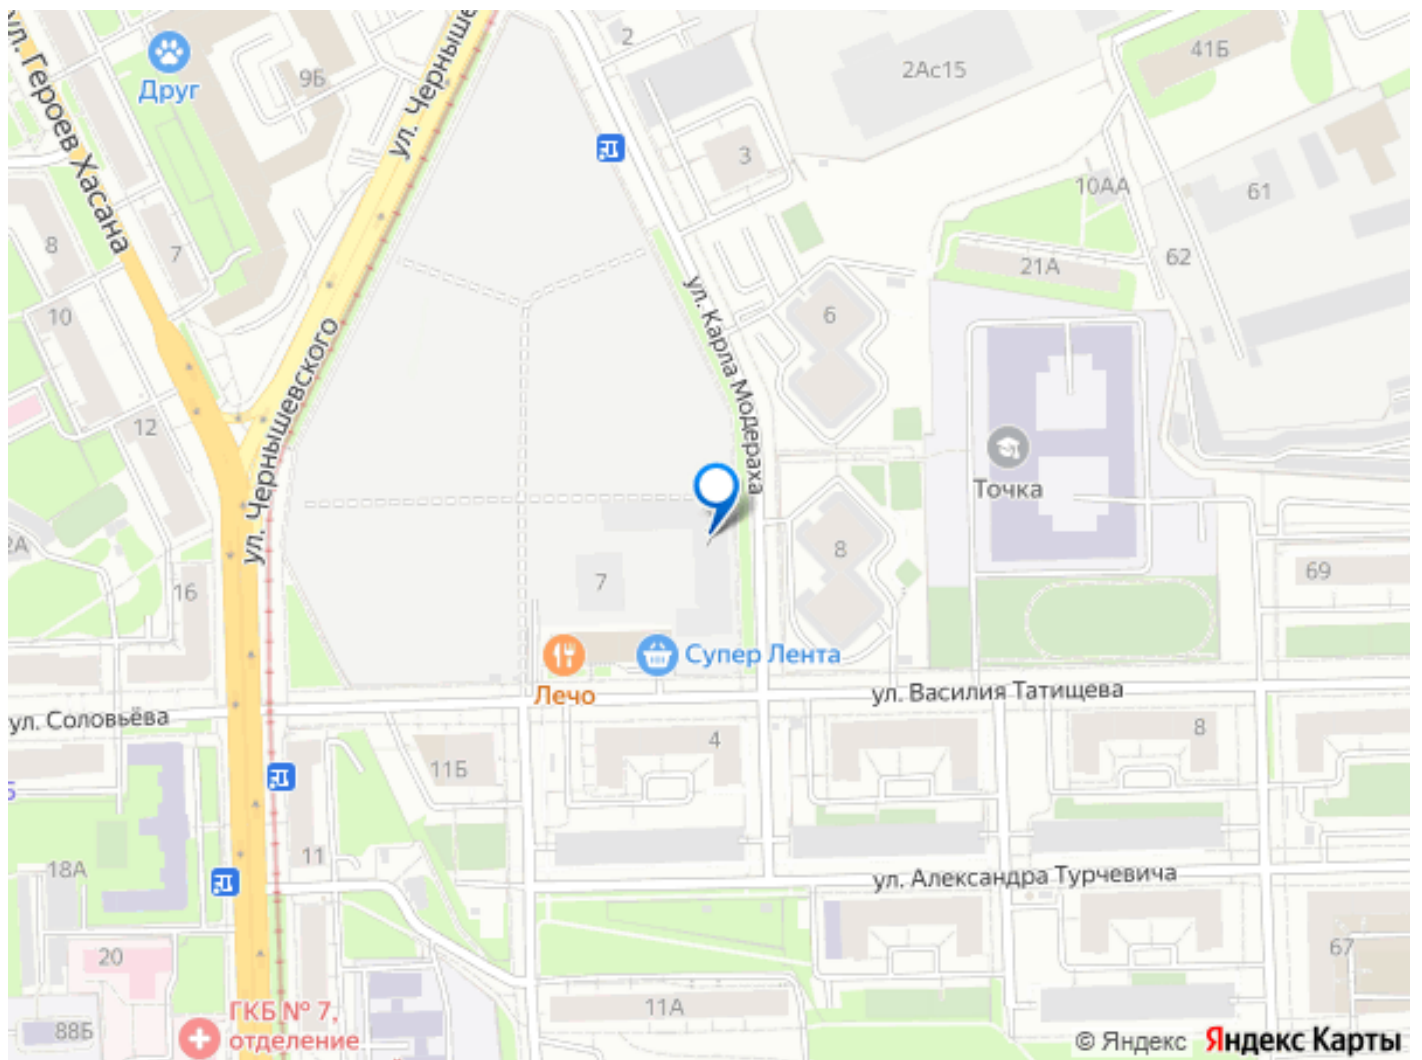 ул. Героев Хасана
Друг
9Б
ул. Черныше
2
2Ас15
41Б
3
10АА
61
8
7
62
21А
10
ул. Чернышевского
ул. Карла Модераха
6
12
Точка
2А
16
7
8
69
Супер Лента
Лечо
ул. Василия Татищева
ул. Соловьёва
4
8
11Б
Б
11
18А
ул. Александра Турчевича
20
67
11А
ГКБ № 7,
отделение
88Б
© Яндекс Яндекс Карты